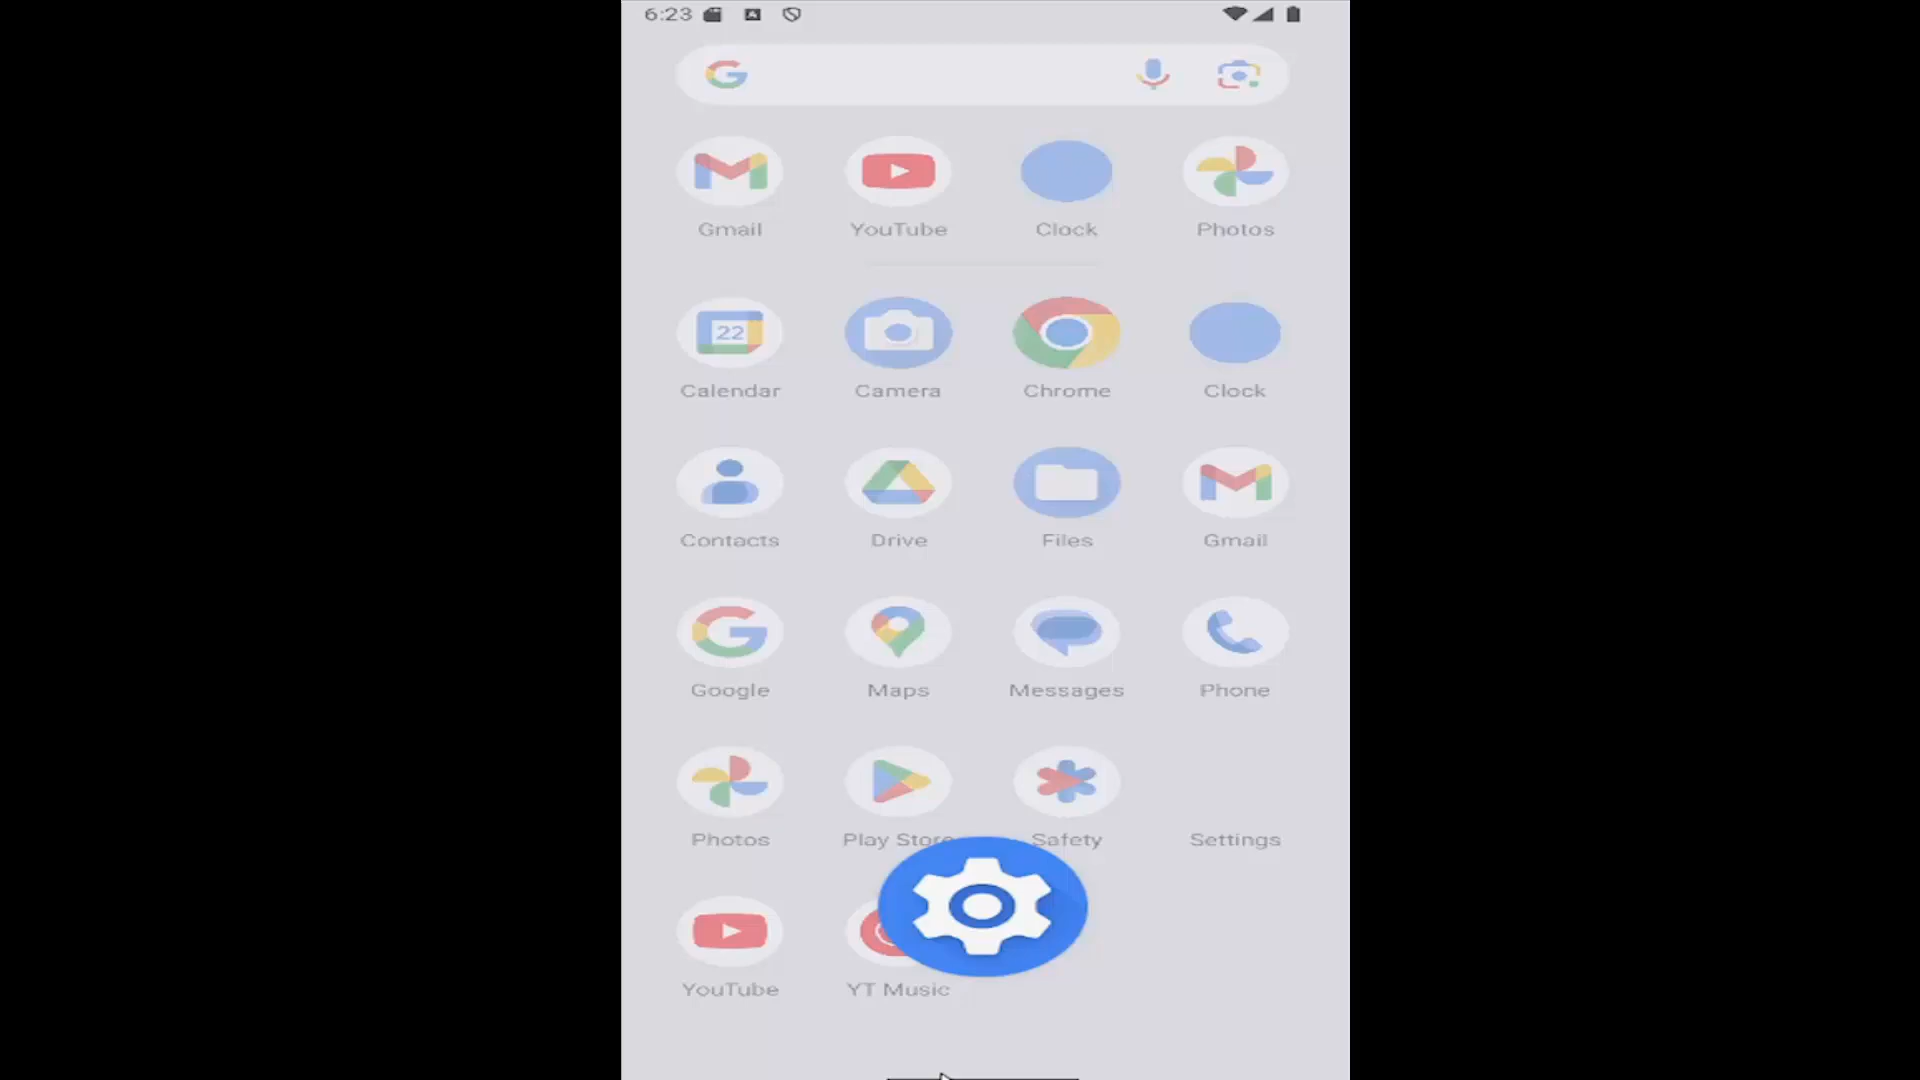 6:23
Gmail YouTube Clock Photos
22
Calendar Camera Chrome Clock
Contacts Drive Files Gmail
Google Maps Messages Phone
Photos Play Store Safety Settings
YouTube YT Music